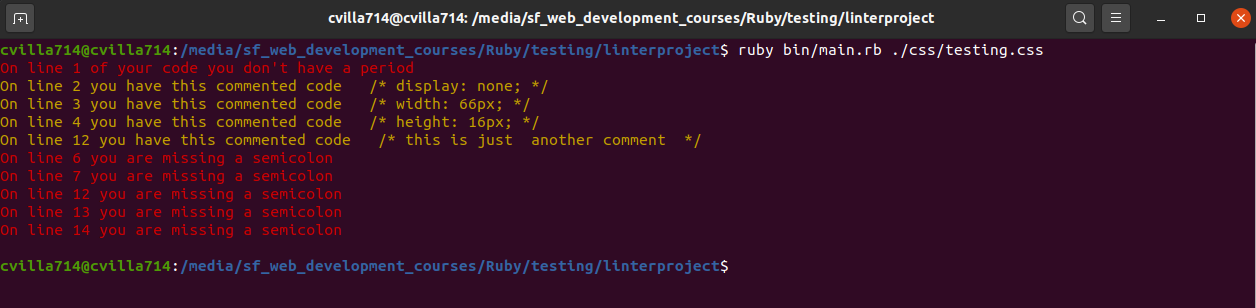 cvilla714@cvilla714: /media/sf_web_development_courses/Ruby/testing/linterproject
cvilla714@cvilla714:/media/sf_web_development_courses/Ruby/testing/linterproject$ ruby bin/main.rb ./css/testing.css
On line 1 of your code you don't have a period
On line 2 you have this commented code   /* display: none; */
On line 3 you have this commented code   /* width: 66px; */
On line 4 you have this commented code   /* height: 16px; */
On line 12 you have this commented code   /* this is just  another comment  */
On line 6 you are missing a semicolon
On line 7 you are missing a semicolon
On line 12 you are missing a semicolon
On line 13 you are missing a semicolon
On line 14 you are missing a semicolon
cvilla714@cvilla714:/media/sf_web_development_courses/Ruby/testing/linterproject$